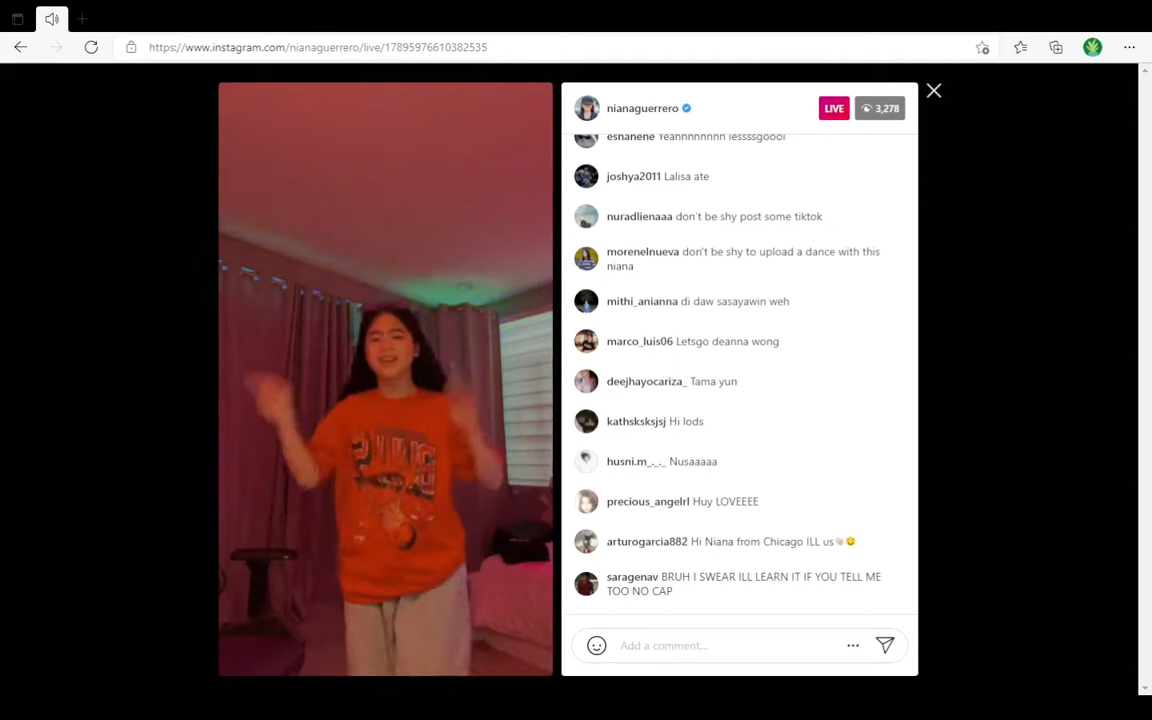 https://www.instagram.com/nianaguerrero/live/17895976610382535
nianaguerrero
LIVE
3,278
eshanene Yeahhhhhhh lessssgoool
joshya2011 Lalisa ate
nuradlienaaa don't be shy post some tiktok
morenelnueva don't be shy to upload a dance with this
niana
mithi_anianna di daw sasayawin weh
marco_luis06 Letsgo deanna wong
deejhayocariza_ Tama yun
kathsksksjsj Hi lods
husni.m_._._ Nusaaaaa
precious_angelrl Huy LOVEEEE
arturogarcia882 Hi Niana from Chicago ILL us👋🏻😊
saragenav BRUH I SWEAR ILL LEARN IT IF YOU TELL ME
TOO NO CAP
Add a comment...